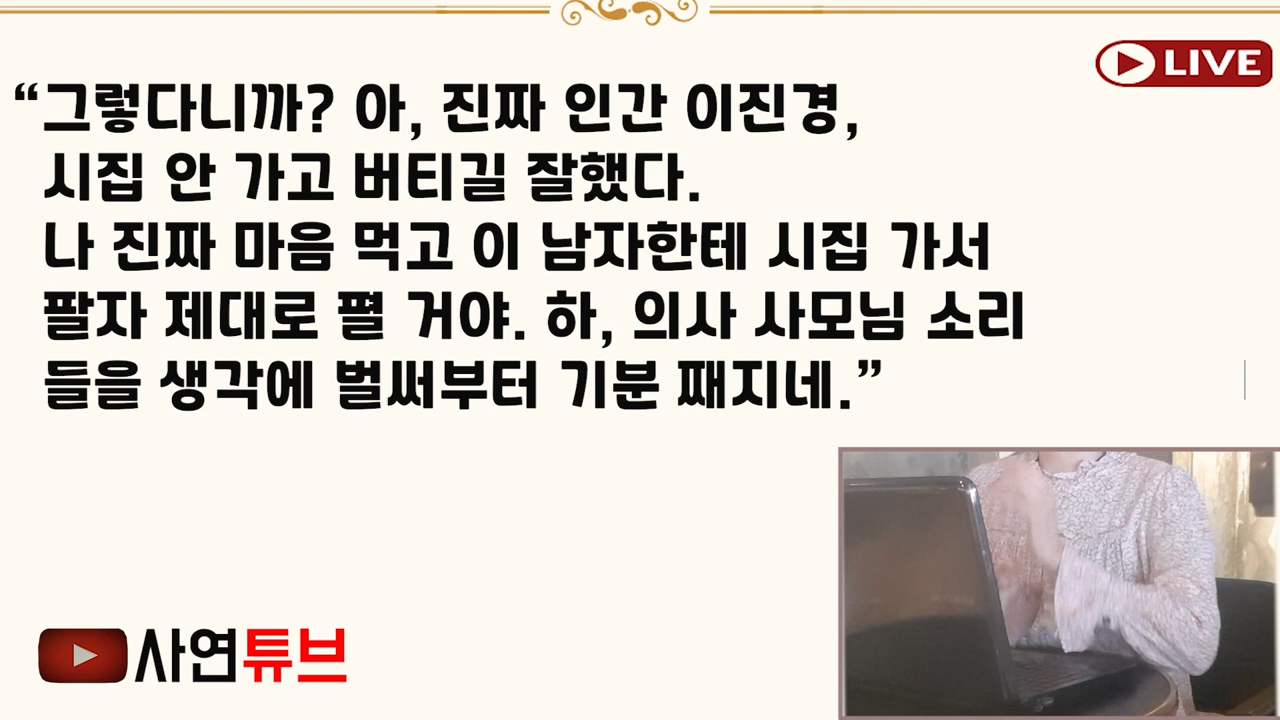 LIVE
“그렇다니까? 아, 진짜 인간 이진경,
시집 안 가고 버티길 잘했다.
나 진짜 마음 먹고 이 남자한테 시집 가서
팔자 제대로 펼 거야. 하, 의사 사모님 소리
들을 생각에 벌써부터 기분 째지네.”
사연튜브